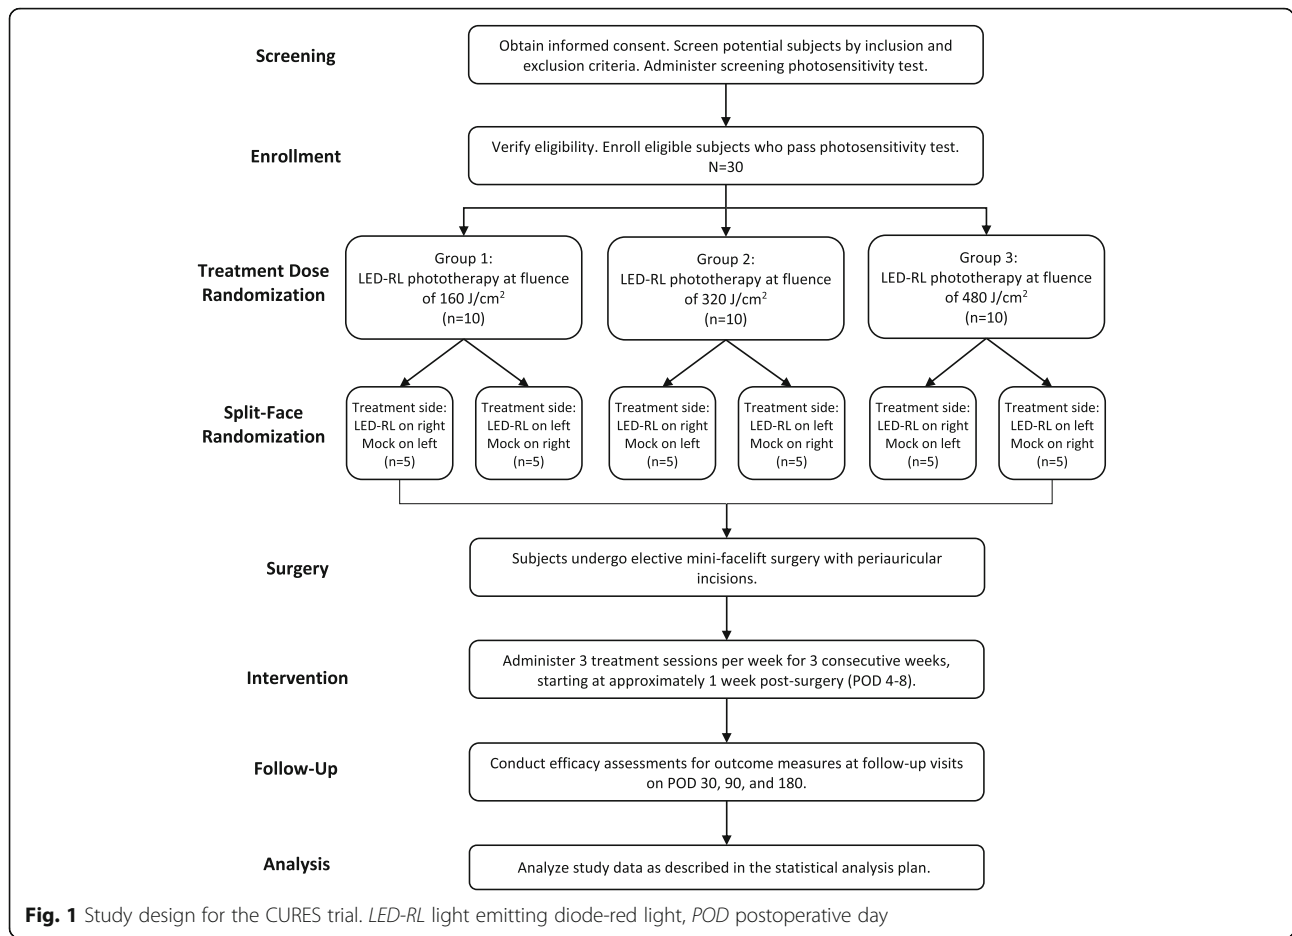 Screening
Obtain informed consent. Screen potential subjects by inclusion and
exclusion criteria. Administer screening photosensitivity test.
Enrollment
Verify eligibility. Enroll eligible subjects who pass photosensitivity test.
N=30
Treatment Dose
Randomization
Group 1:
LED-RL phototherapy at fluence
of 160 J/cm²
(n=10)
Group 2:
LED-RL phototherapy at fluence
of 320 J/cm²
(n=10)
Group 3:
LED-RL phototherapy at fluence
of 480 J/cm²
(n=10)
Split-Face
Randomization
Treatment side:
LED-RL on right
Mock on left
(n=5)
Treatment side:
LED-RL on left
Mock on right
(n=5)
Treatment side:
LED-RL on right
Mock on left
(n=5)
Treatment side:
LED-RL on left
Mock on right
(n=5)
Treatment side:
LED-RL on right
Mock on left
(n=5)
Treatment side:
LED-RL on left
Mock on right
(n=5)
Surgery
Subjects undergo elective mini-facelift surgery with periauricular
incisions.
Intervention
Administer 3 treatment sessions per week for 3 consecutive weeks,
starting at approximately 1 week post-surgery (POD 4-8).
Follow-Up
Conduct efficacy assessments for outcome measures at follow-up visits
on POD 30, 90, and 180.
Analysis
Analyze study data as described in the statistical analysis plan.
Fig. 1 Study design for the CURES trial. LED-RL light emitting diode-red light, POD postoperative day